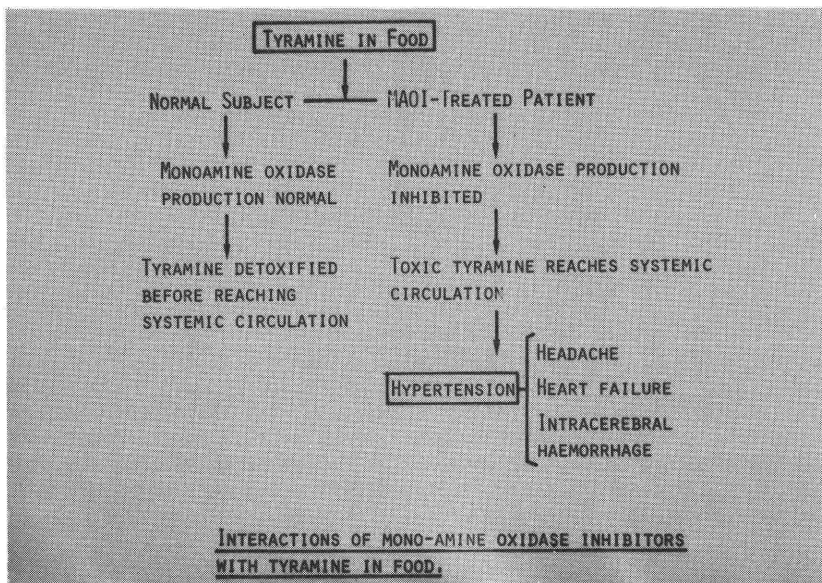 TYRAMINE IN FOOD
NORMAL SUBJECT
MAOI-TREATED PATIENT
MONOAMINE OXIDASE
PRODUCTION NORMAL
MONOAMINE OXIDASE PRODUCTION
INHIBITED
TYRAMINE DETOXIFIED
BEFORE REACHING
SYSTEMIC CIRCULATION
TOXIC TYRAMINE REACHES SYSTEMIC
CIRCULATION
HYPERTENSION
HEADACHE
HEART FAILURE
INTRACEREBRAL
HAEMORRHAGE
INTERACTIONS OF MONO-AMINE OXIDASE INHIBITORS
WITH TYRAMINE IN FOOD.